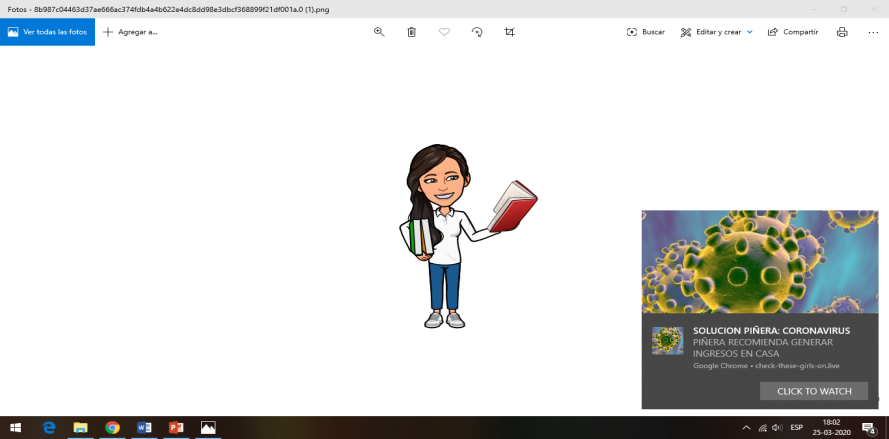 Fotos - 8b987c04463d37ae666ac374fdb4a4b622e4dc8dd98e3dbcf368899f21df001a.0 (1).png
Ver todas las fotos
Agregar a...
Buscar
Editar y crear
Compartir
SOLUCION PIÑERA: CORONAVIRUS
PIÑERA RECOMIENDA GENERAR
INGRESOS EN CASA
Google Chrome • check-these-girls-on.live
CLICK TO WATCH
ESP
18:02
25-03-2020
4